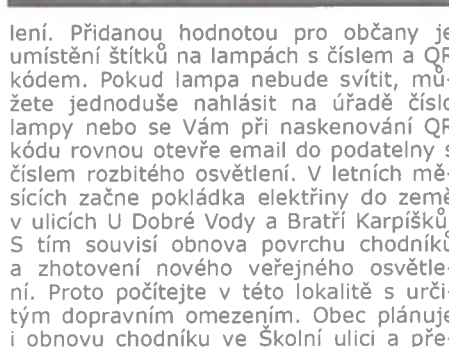 lení. Přidanou hodnotou pro občany je
umístění štítků na lampách s číslem a QR
kódem. Pokud lampa nebude svítit, mů-
žete jednoduše nahlásit na úřadě číslo
lampy nebo se Vám při naskenování QR
kódu rovnou otevře email do podatelny s
číslem rozbitého osvětlení. V letních mě-
sících začne pokládka elektřiny do země
v ulicích U Dobré Vody a Bratří Karpíšků.
S tím souvisí obnova povrchu chodníků
a zhotovení nového veřejného osvětle-
ní. Proto počítejte v této lokalitě s urči-
tým dopravním omezením. Obec plánuje
i obnovu chodníku ve Školní ulici a pře-